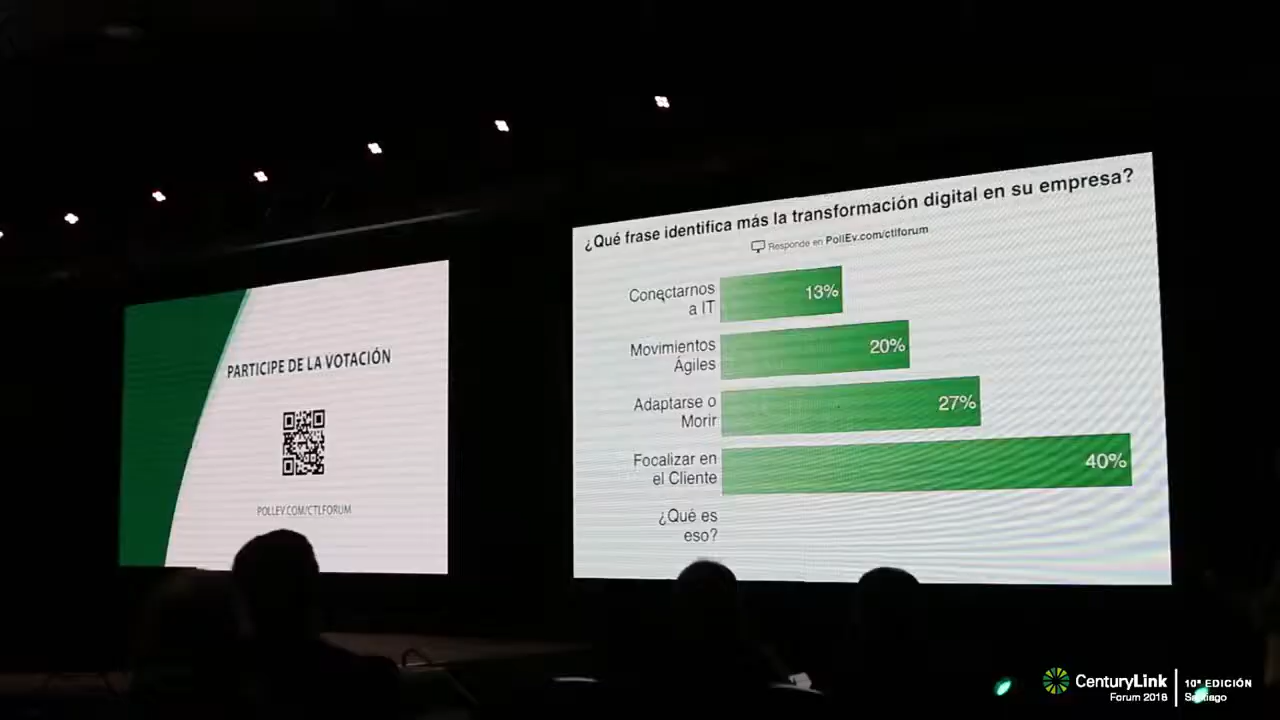 PARTICIPE DE LA VOTACIÓN
POLLEV.COM/CTLFORUM
¿Qué frase identifica más la transformación digital en su empresa?
Responde en PollEv.com/ctlforum
Conectarnos
a IT
13%
Movimientos
Ágiles
20%
Adaptarse o
Morir
27%
Focalizar en
el Cliente
40%
¿Qué es
eso?
CenturyLink
Forum 2018
10ª EDICIÓN
Santiago